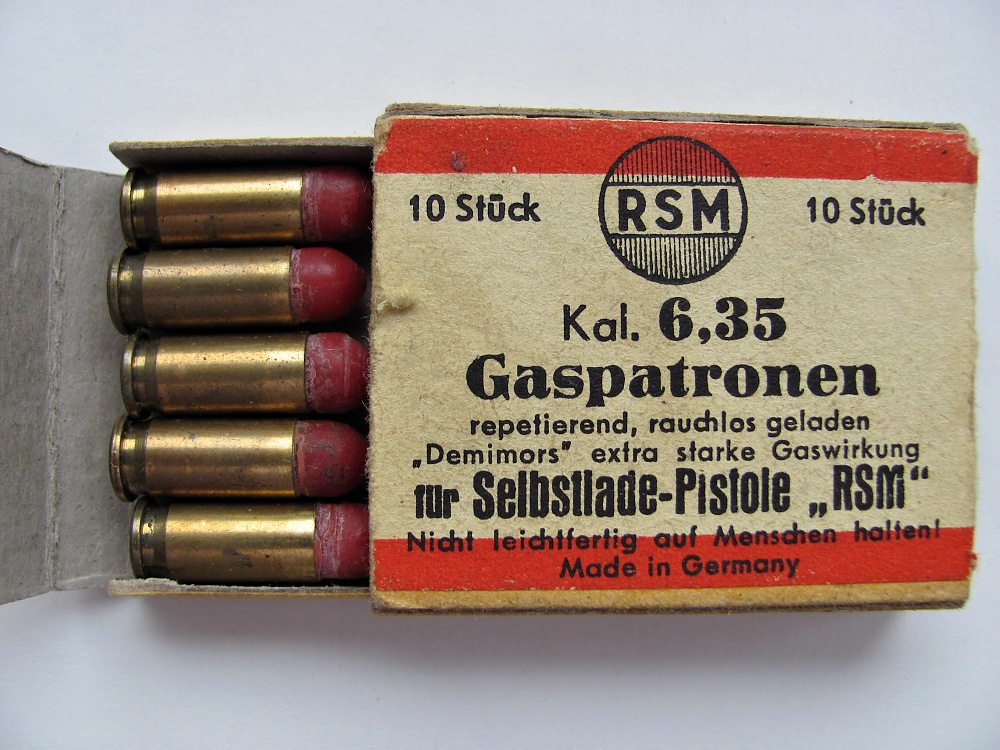 RSM
10 Stück 10 Stück
Kal. 6,35
Gaspatronen
repetierend, rauchlos geladen
„Demimors" extra starke Gaswirkung
für Selbstlade-Pistole „RSM"
Nicht leichtfertig auf Menschen halten!
Made in Germany